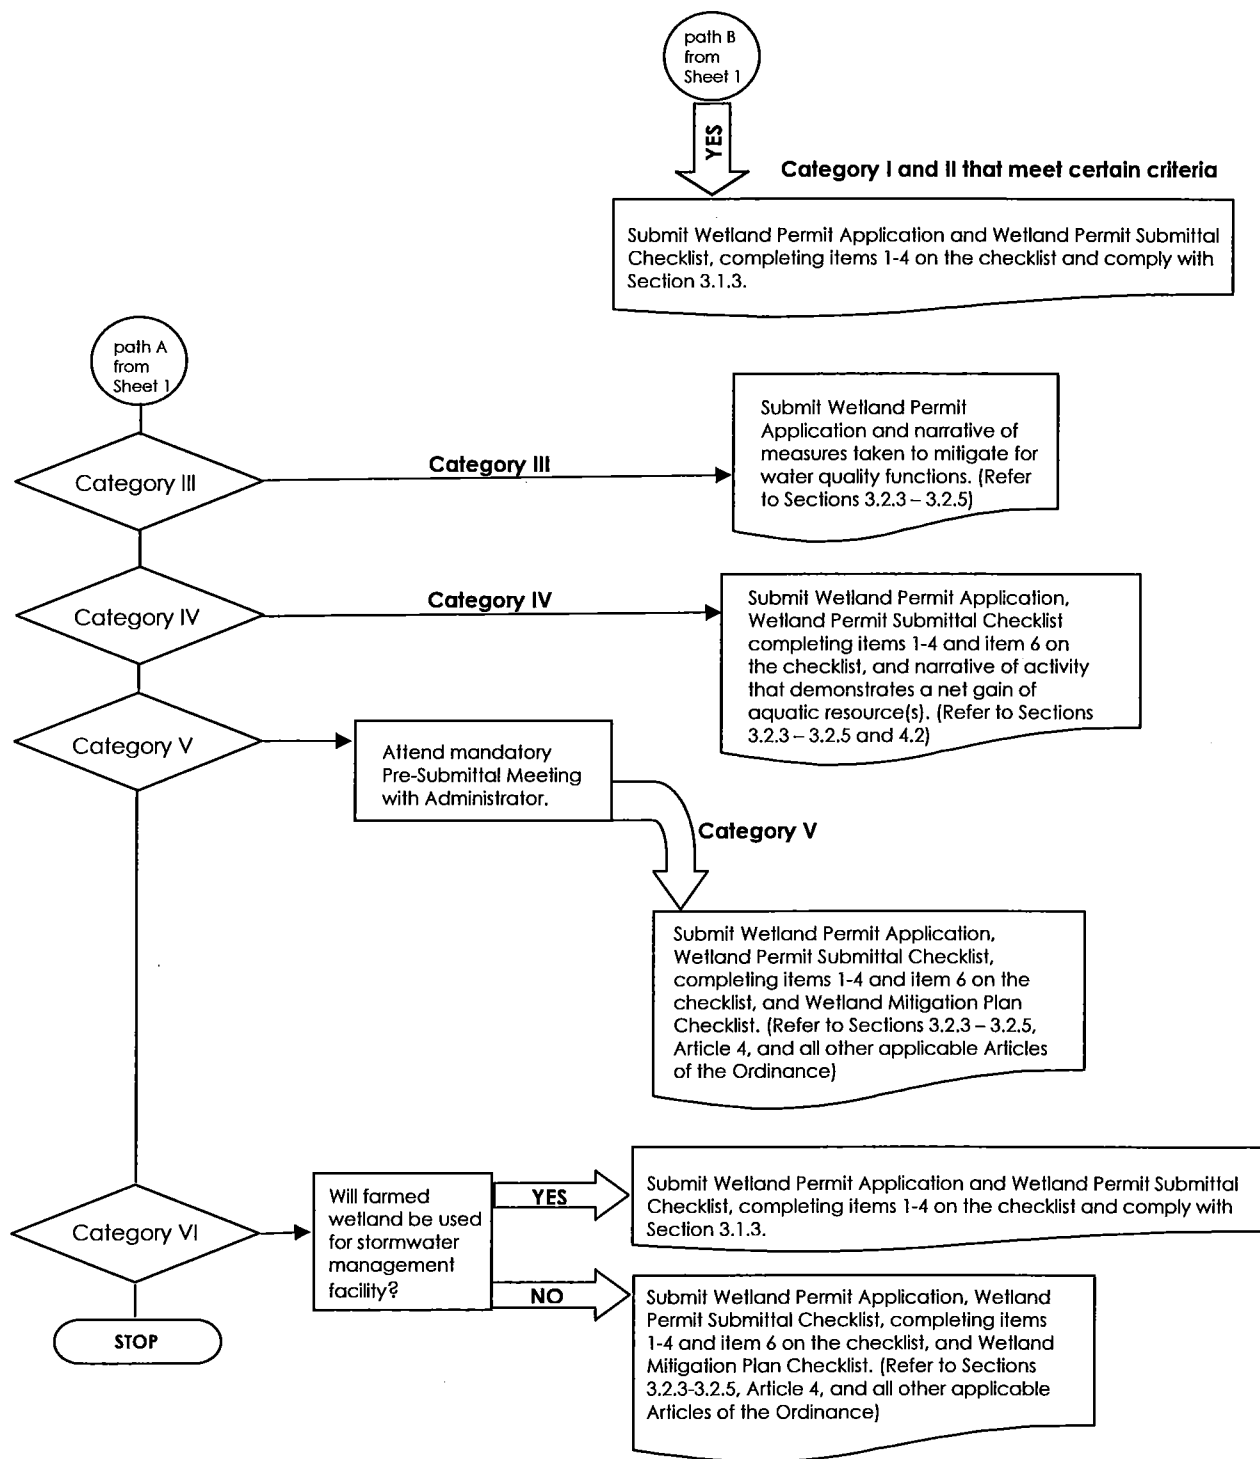 path B
from
Sheet 1
YES
Category I and II that meet certain criteria
Submit Wetland Permit Application and Wetland Permit Submittal
Checklist, completing items 1-4 on the checklist and comply with
Section 3.1.3.
path A
from
Sheet 1
Category III
Category III
Submit Wetland Permit
Application and narrative of
measures taken to mitigate for
water quality functions. (Refer
to Sections 3.2.3 – 3.2.5)
Category IV
Category IV
Submit Wetland Permit Application,
Wetland Permit Submittal Checklist
completing items 1-4 and item 6 on
the checklist, and narrative of activity
that demonstrates a net gain of
aquatic resource(s). (Refer to Sections
3.2.3 – 3.2.5 and 4.2)
Category V
Attend mandatory
Pre-Submittal Meeting
with Administrator.
Category V
Submit Wetland Permit Application,
Wetland Permit Submittal Checklist,
completing items 1-4 and item 6 on the
checklist, and Wetland Mitigation Plan
Checklist. (Refer to Sections 3.2.3 – 3.2.5,
Article 4, and all other applicable Articles
of the Ordinance)
Category VI
Will farmed
wetland be used
for stormwater
management
facility?
YES
Submit Wetland Permit Application and Wetland Permit Submittal
Checklist, completing items 1-4 on the checklist and comply with
Section 3.1.3.
NO
Submit Wetland Permit Application, Wetland
Permit Submittal Checklist, completing items
1-4 and item 6 on the checklist, and Wetland
Mitigation Plan Checklist. (Refer to Sections
3.2.3-3.2.5, Article 4, and all other applicable
Articles of the Ordinance)
STOP